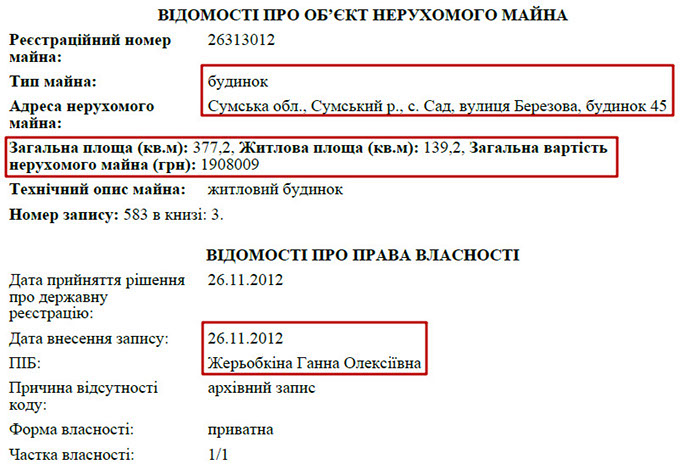 ВІДОМОСТІ ПРО ОБ’ЄКТ НЕРУХОМОГО МАЙНА
Реєстраційний номер майна: 26313012
Тип майна: будинок
Адреса нерухомого майна: Сумська обл., Сумський р., с. Сад, вулиця Березова, будинок 45
Загальна площа (кв.м): 377,2, Житлова площа (кв.м): 139,2, Загальна вартість
нерухомого майна (грн): 1908009
Технічний опис майна: житловий будинок
Номер запису: 583 в книзі: 3.
ВІДОМОСТІ ПРО ПРАВА ВЛАСНОСТІ
Дата прийняття рішення про державну реєстрацію: 26.11.2012
Дата внесення запису: 26.11.2012
ПІБ: Жерьобкіна Ганна Олексіївна
Причина відсутності коду: архівний запис
Форма власності: приватна
Частка власності: 1/1